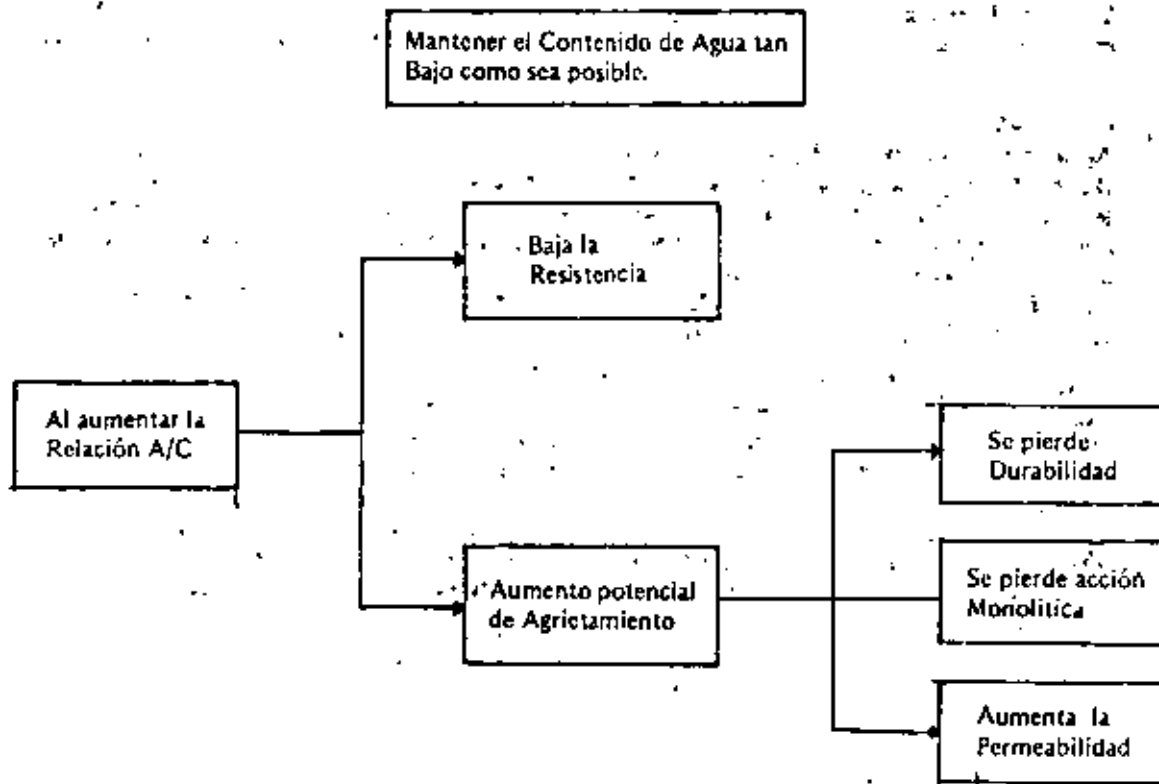 Mantener el Contenido de Agua tan
Bajo como sea posible.
Baja la
Resistencia
Al aumentar la
Relación A/C
Se pierde
Durabilidad
Aumento potencial
de Agrietamiento
Se pierde acción
Monolitica
Aumenta la
Permeabilidad